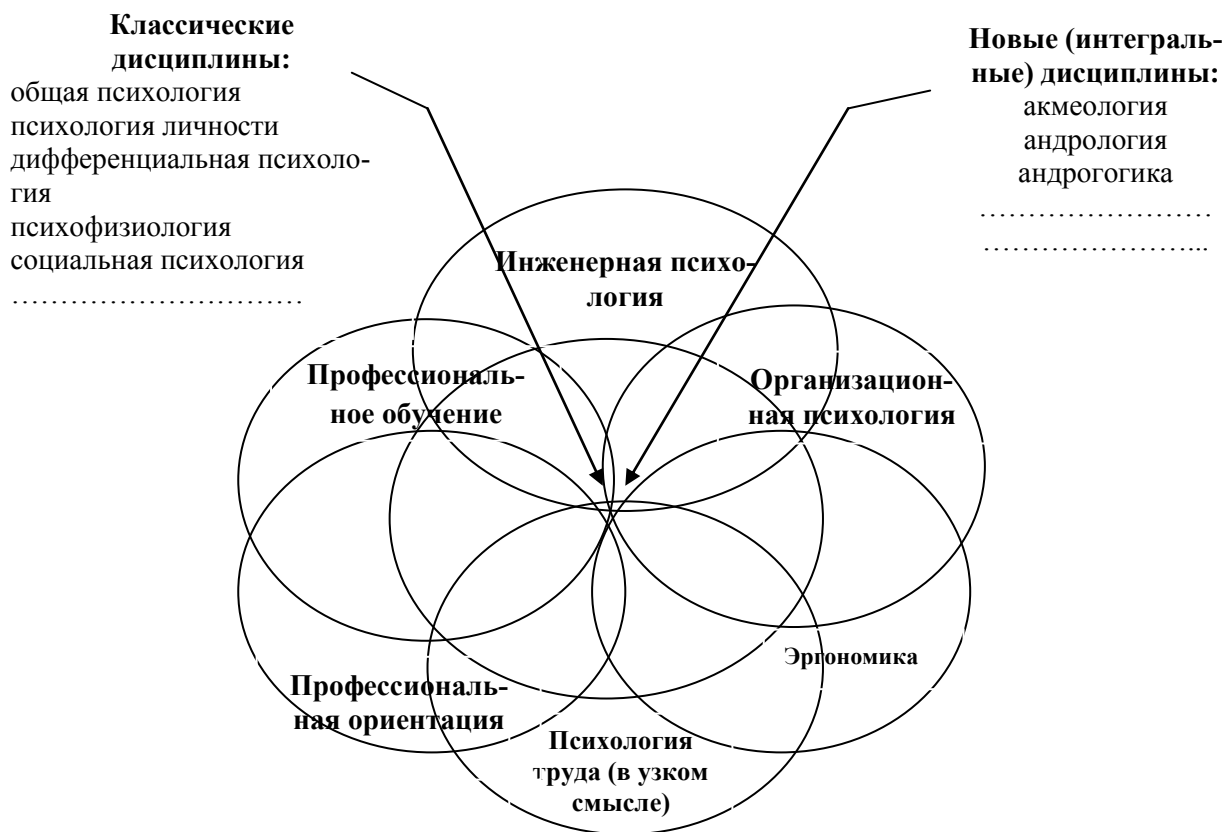 Классические
дисциплины:
общая психология
психология личности
дифференциальная психоло-
гия
психофизиология
социальная психология
…………………………
Новые (интеграль-
ные) дисциплины:
акмеология
андрология
андрогогика
……………………
…………………...
Инженерная психо-
логия
Профессиональ-
ное обучение
Организацион-
ная психология
Эргономика
Профессиональ-
ная ориентация
Психология
труда (в узком
смысле)